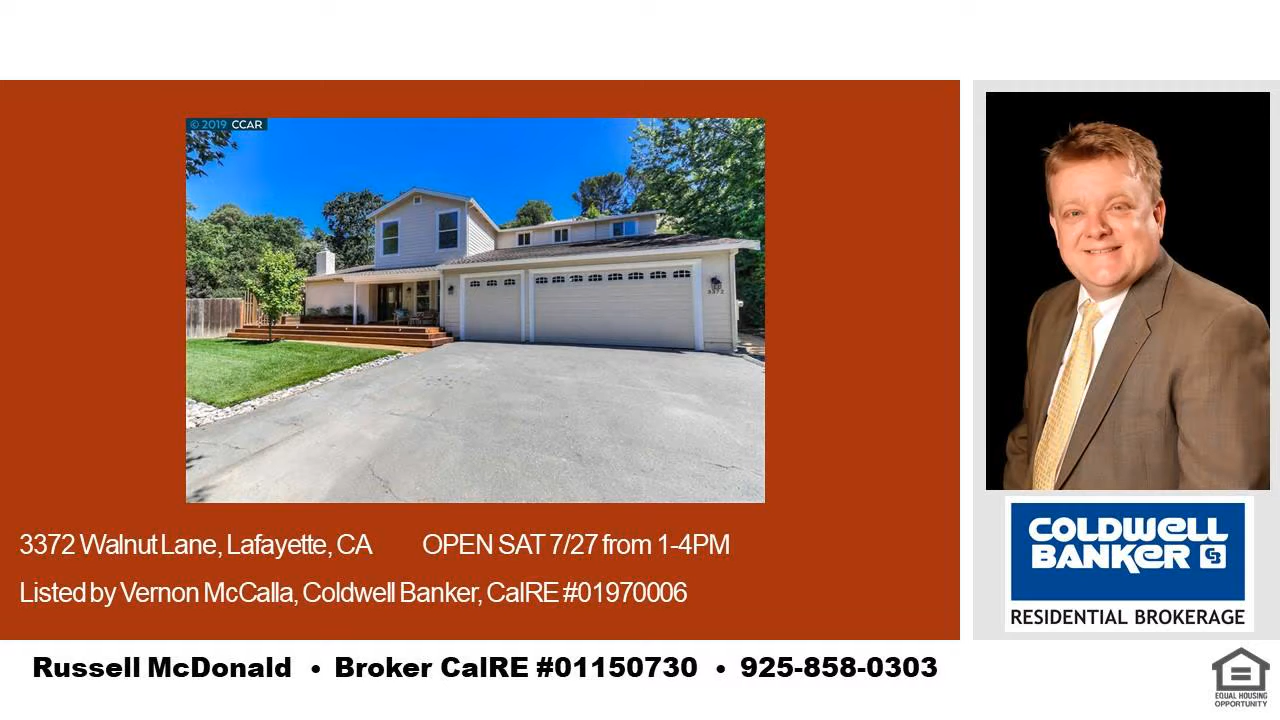 © 2019 CCAR
3372
3372 Walnut Lane, Lafayette, CA OPEN SAT 7/27 from 1-4PM
Listed by Vernon McCalla, Coldwell Banker, CalRE #01970006
COLDWELL
BANKER CB
RESIDENTIAL BROKERAGE
Russell McDonald • Broker CalRE #01150730 • 925-858-0303
EQUAL HOUSING
OPPORTUNITY